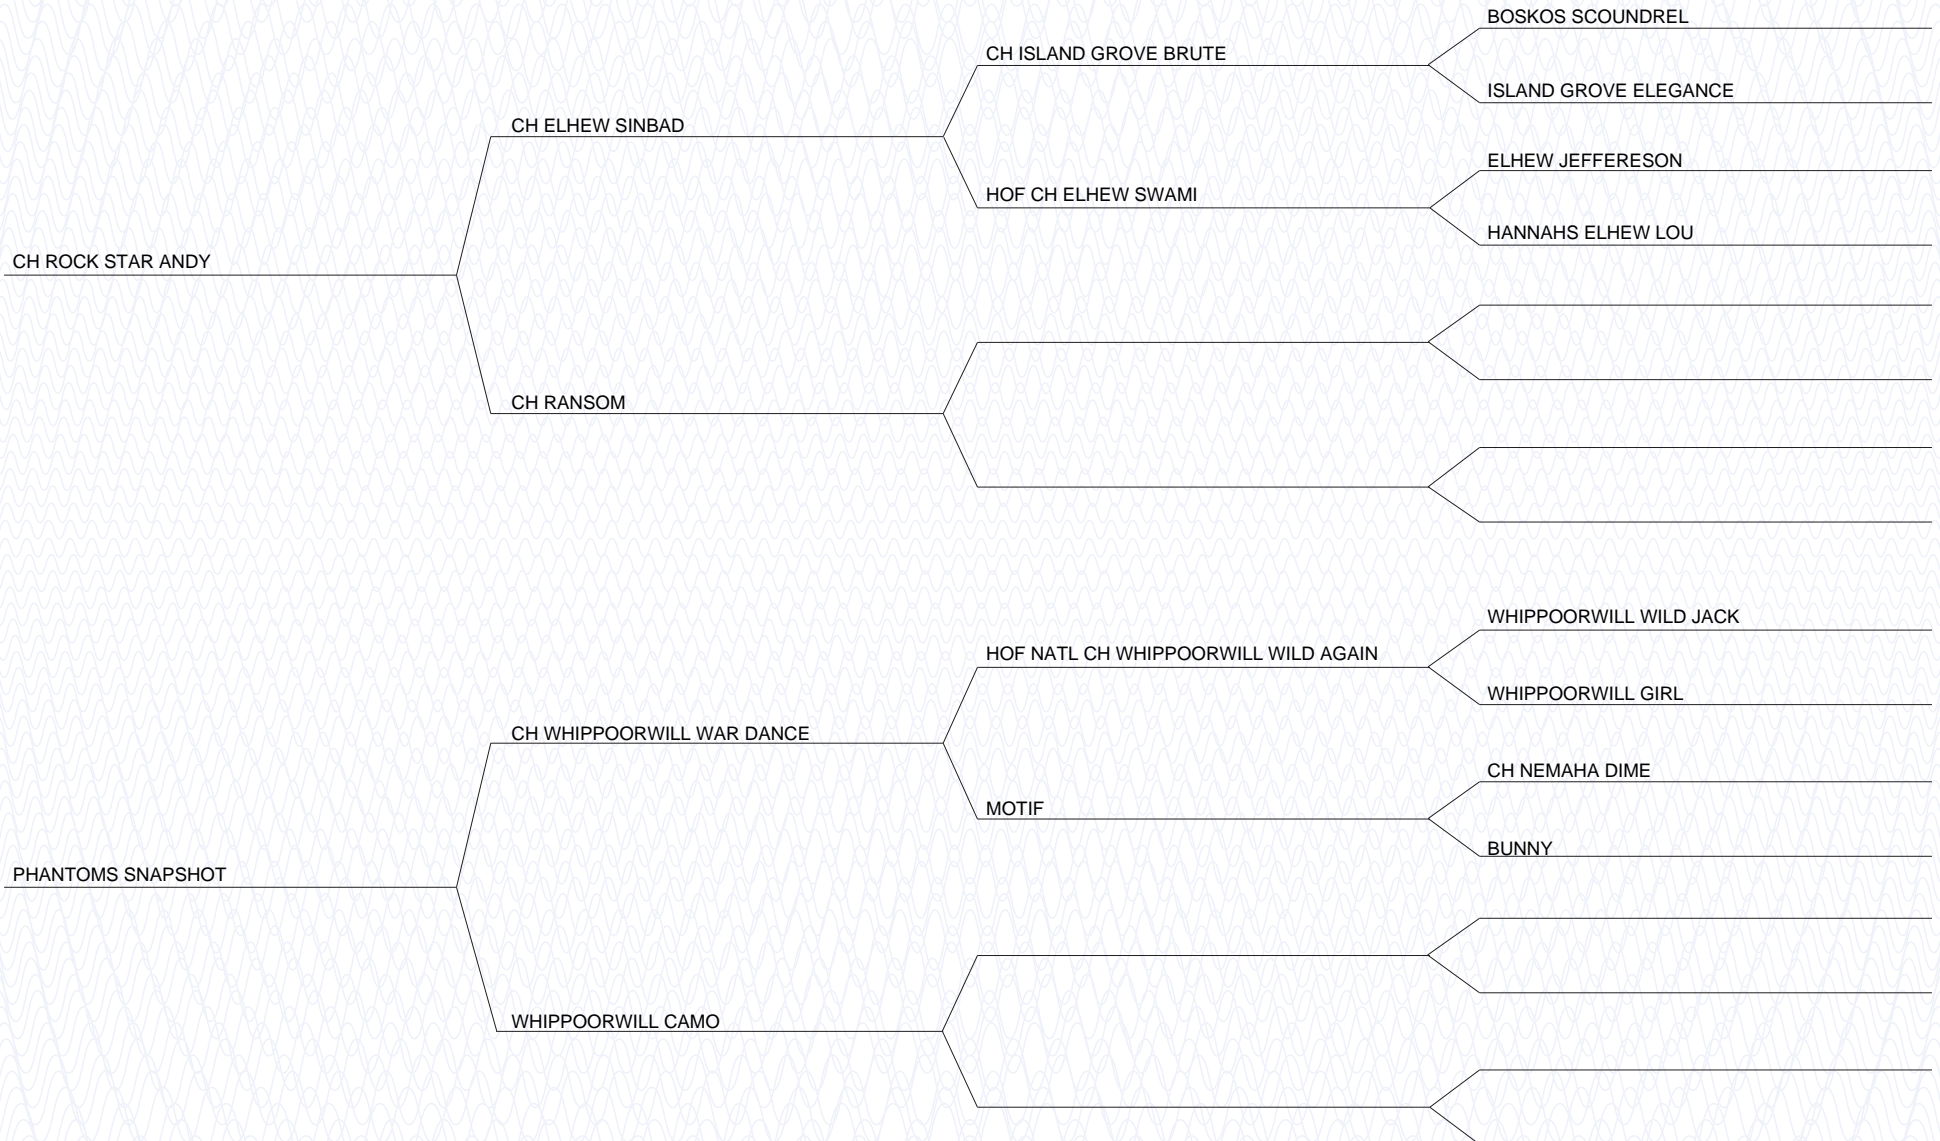 BOSKOS SCOUNDREL
CH ISLAND GROVE BRUTE
ISLAND GROVE ELEGANCE
CH ELHEW SINBAD
ELHEW JEFFERESON
HOF CH ELHEW SWAMI
HANNAHS ELHEW LOU
CH ROCK STAR ANDY
CH RANSOM
WHIPPOORWILL WILD JACK
HOF NATL CH WHIPPOORWILL WILD AGAIN
WHIPPOORWILL GIRL
CH WHIPPOORWILL WAR DANCE
CH NEMAHA DIME
MOTIF
BUNNY
PHANTOMS SNAPSHOT
WHIPPOORWILL CAMO